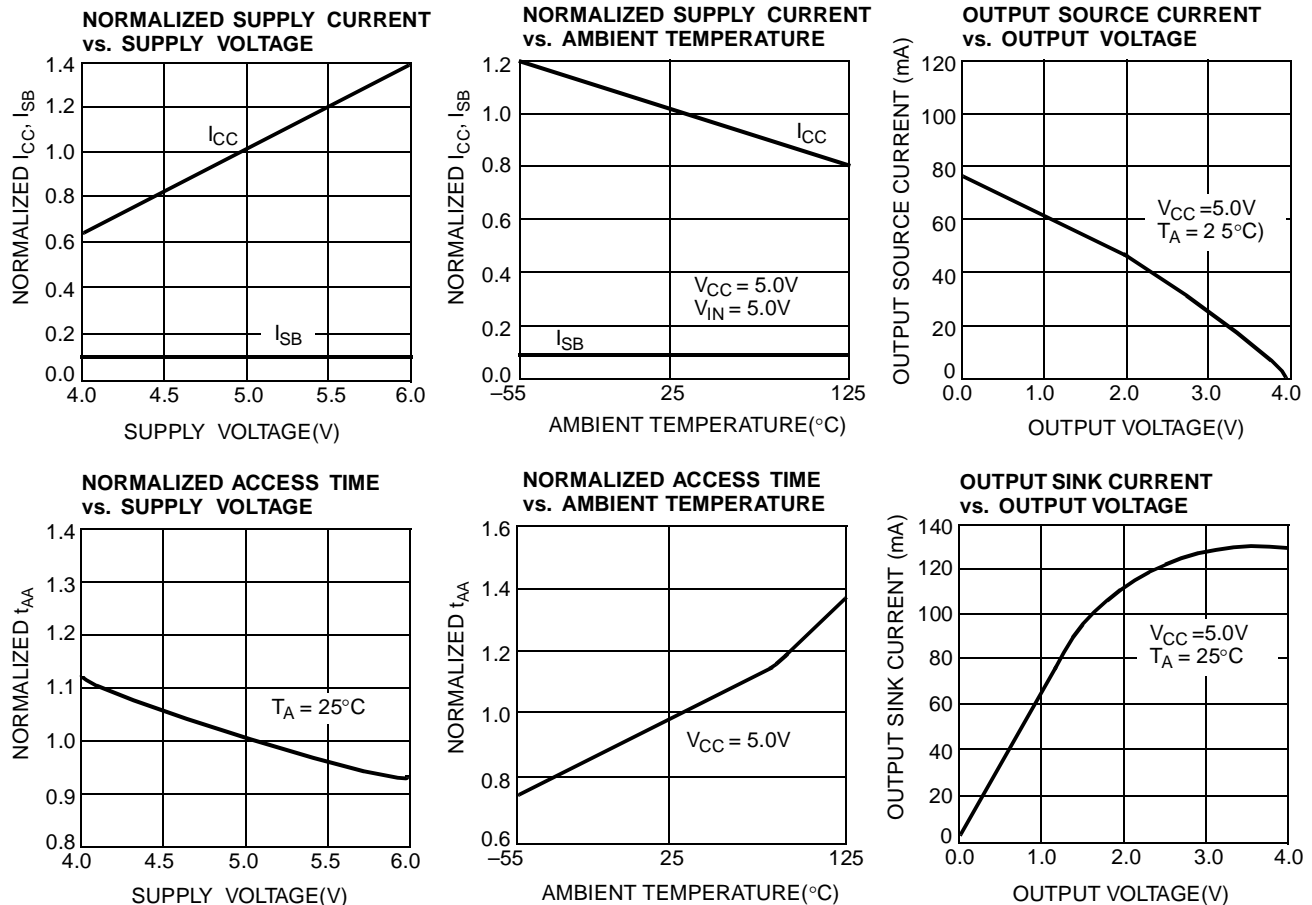 NORMALIZED SUPPLY CURRENT
vs. SUPPLY VOLTAGE
1.4
1.2
1.0
0.8
0.6
0.4
0.2
0.0
NORMALIZED ICC, ISB
ICC
ISB
4.0 4.5 5.0 5.5 6.0
SUPPLY VOLTAGE(V)
NORMALIZED SUPPLY CURRENT
vs. AMBIENT TEMPERATURE
1.2
1.0
0.8
0.6
0.4
0.2
0.0
NORMALIZED ICC, ISB
ICC
VCC = 5.0V
VIN = 5.0V
ISB
–55 25 125
AMBIENT TEMPERATURE(°C)
OUTPUT SOURCE CURRENT
vs. OUTPUT VOLTAGE
120
100
80
60
40
20
0
OUTPUT SOURCE CURRENT (mA)
VCC =5.0V
TA = 2 5°C)
0.0 1.0 2.0 3.0 4.0
OUTPUT VOLTAGE(V)
NORMALIZED ACCESS TIME
vs. SUPPLY VOLTAGE
1.4
1.3
1.2
1.1
1.0
0.9
0.8
NORMALIZED tAA
TA = 25°C
4.0 4.5 5.0 5.5 6.0
SUPPLY VOLTAGE(V)
NORMALIZED ACCESS TIME
vs. AMBIENT TEMPERATURE
1.6
1.4
1.2
1.0
0.8
0.6
NORMALIZED tAA
VCC = 5.0V
–55 25 125
AMBIENT TEMPERATURE(°C)
OUTPUT SINK CURRENT
vs. OUTPUT VOLTAGE
140
120
100
80
60
40
20
0
OUTPUT SINK CURRENT (mA)
VCC =5.0V
TA = 25°C
0.0 1.0 2.0 3.0 4.0
OUTPUT VOLTAGE(V)